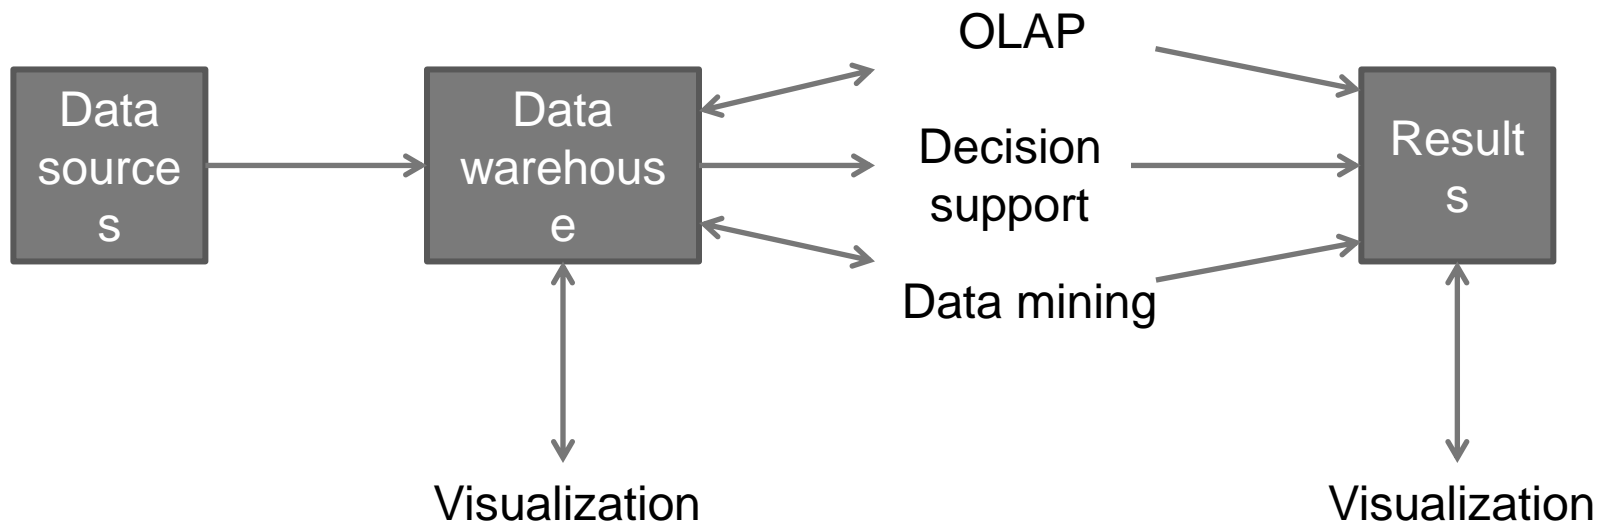 Data
source
s
Data
warehous
e
OLAP
Decision
support
Data mining
Result
s
Visualization
Visualization